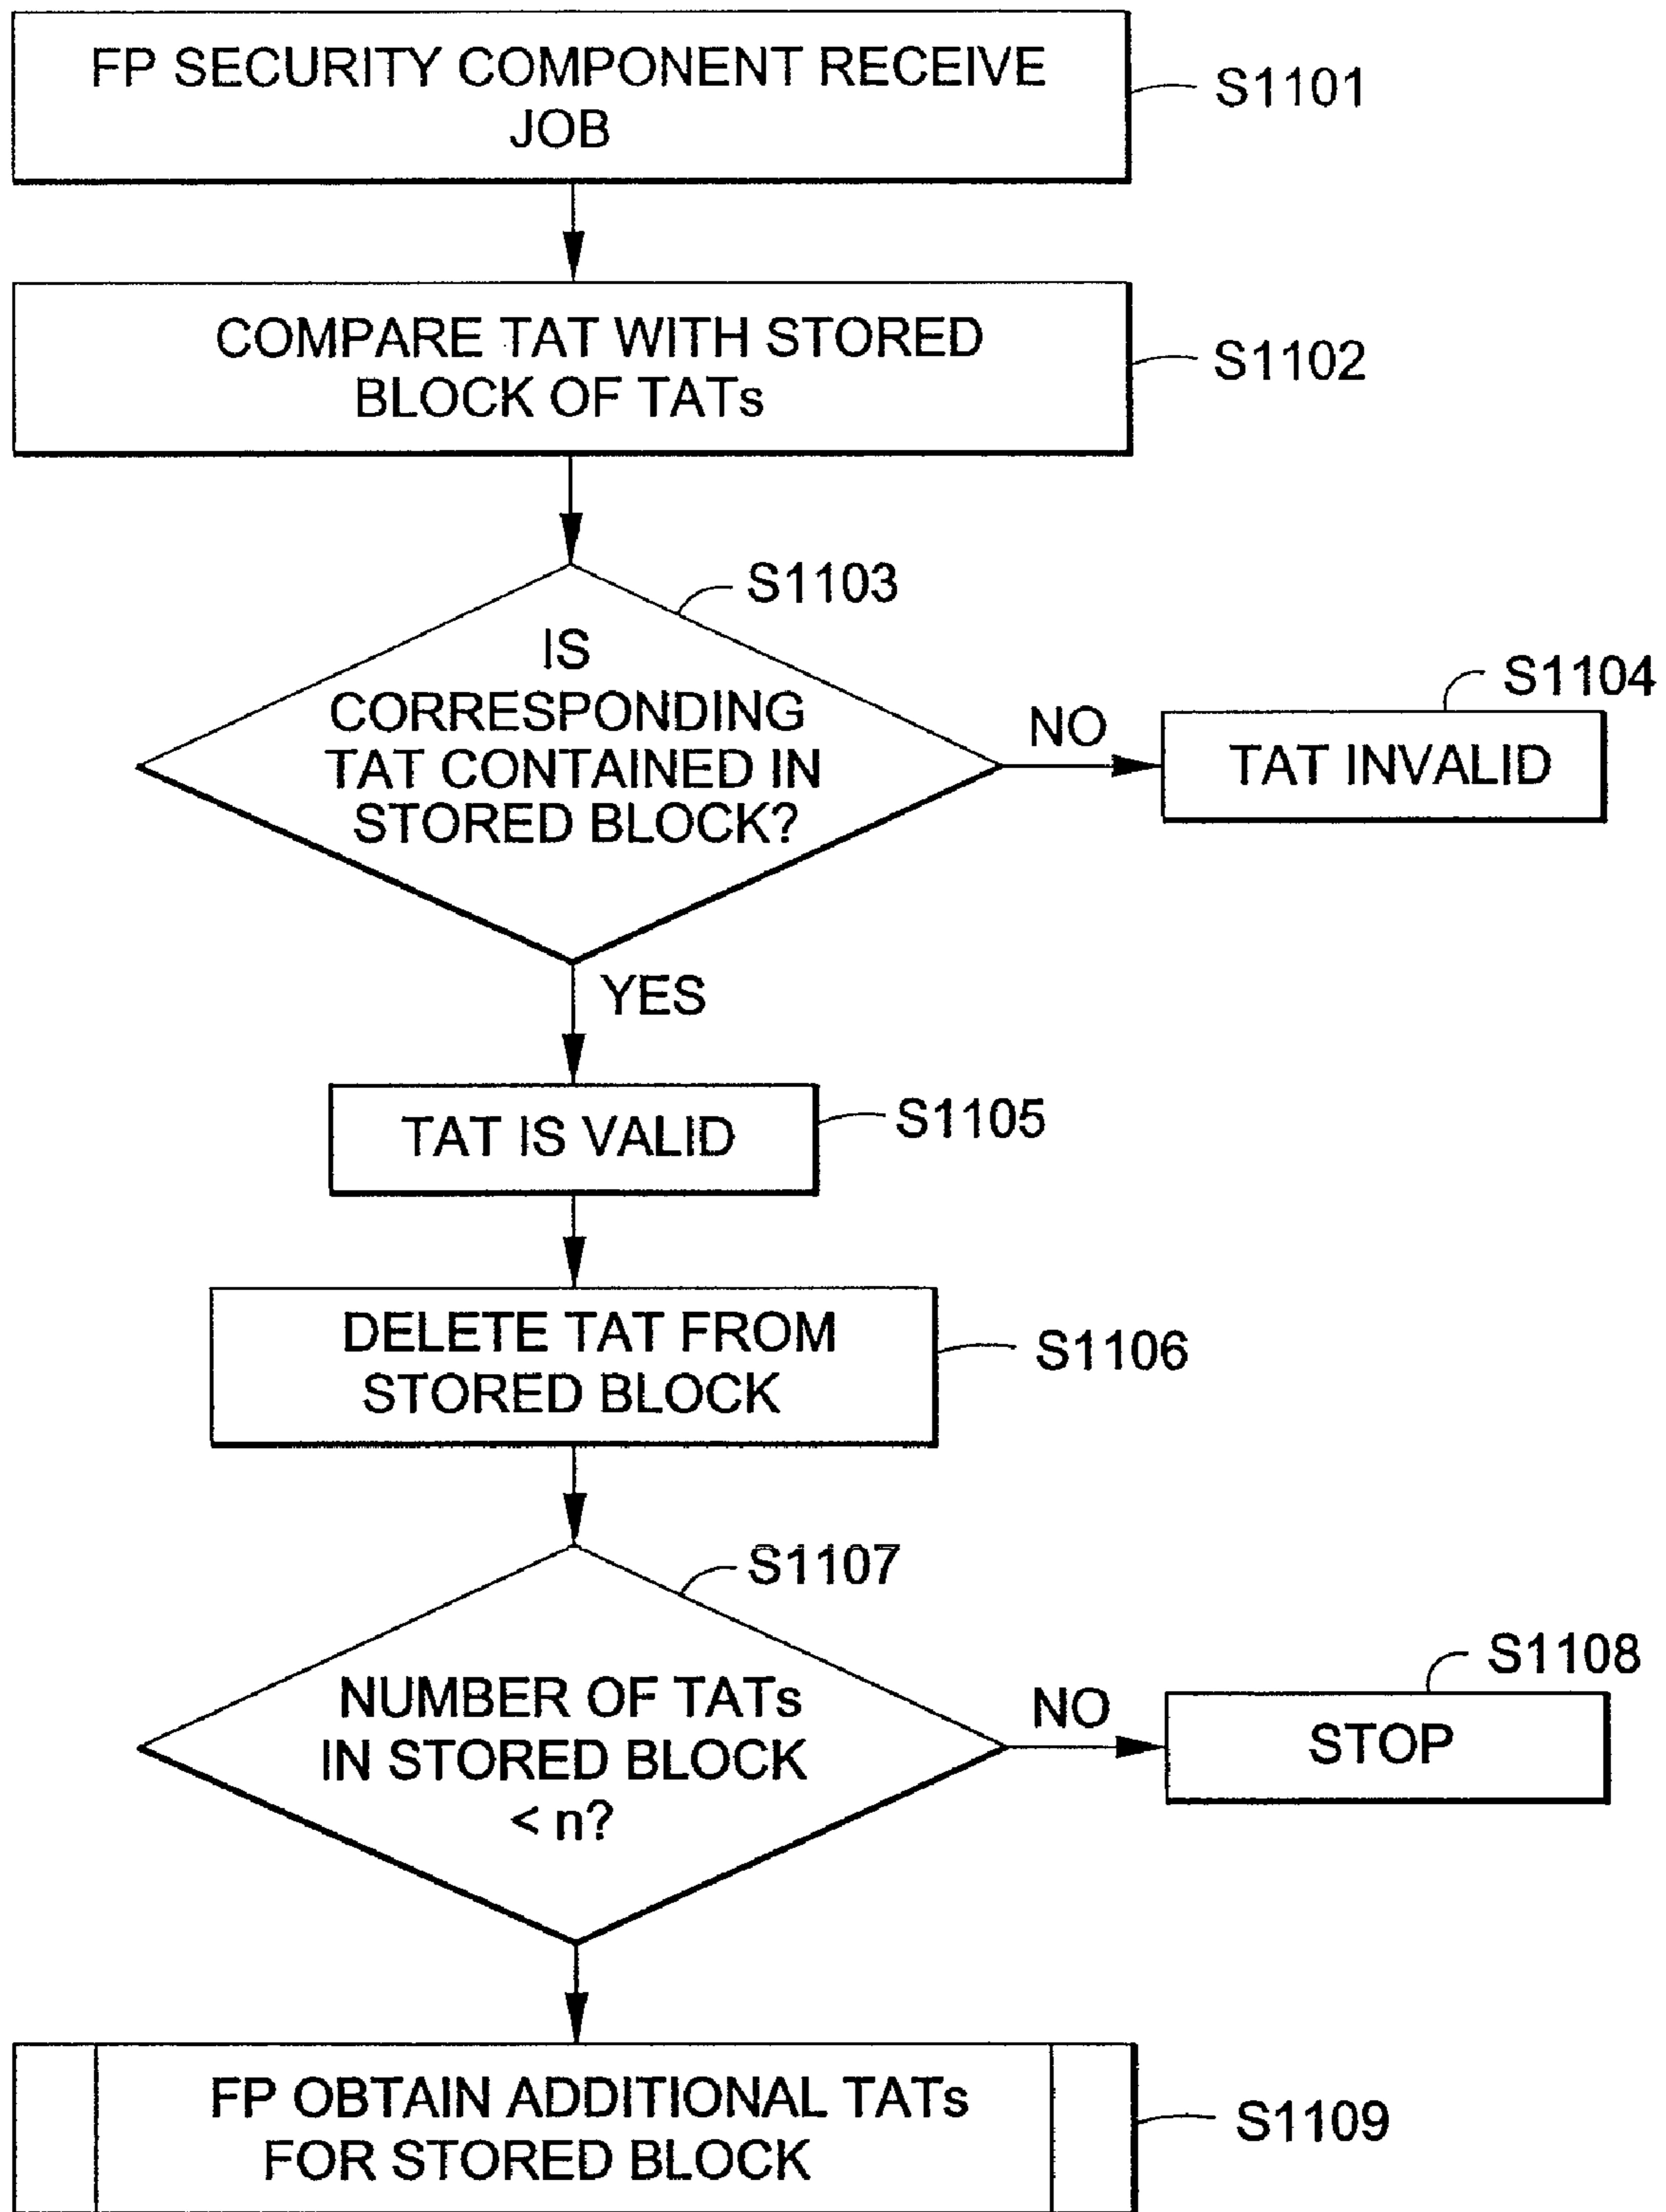 FP SECURITY COMPONENT RECEIVE
JOB
S1101
COMPARE TAT WITH STORED
BLOCK OF TATs
S1102
S1103
IS
CORRESPONDING
TAT CONTAINED IN
STORED BLOCK?
NO
S1104
TAT INVALID
YES
TAT IS VALID
S1105
DELETE TAT FROM
STORED BLOCK
S1106
S1107
NUMBER OF TATs
IN STORED BLOCK
< n?
NO
S1108
STOP
FP OBTAIN ADDITIONAL TATs
FOR STORED BLOCK
S1109